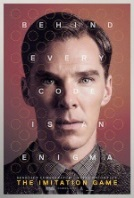 BEHIND
EVERY
CODE
IS AN
ENIGMA
THE IMITATION GAME